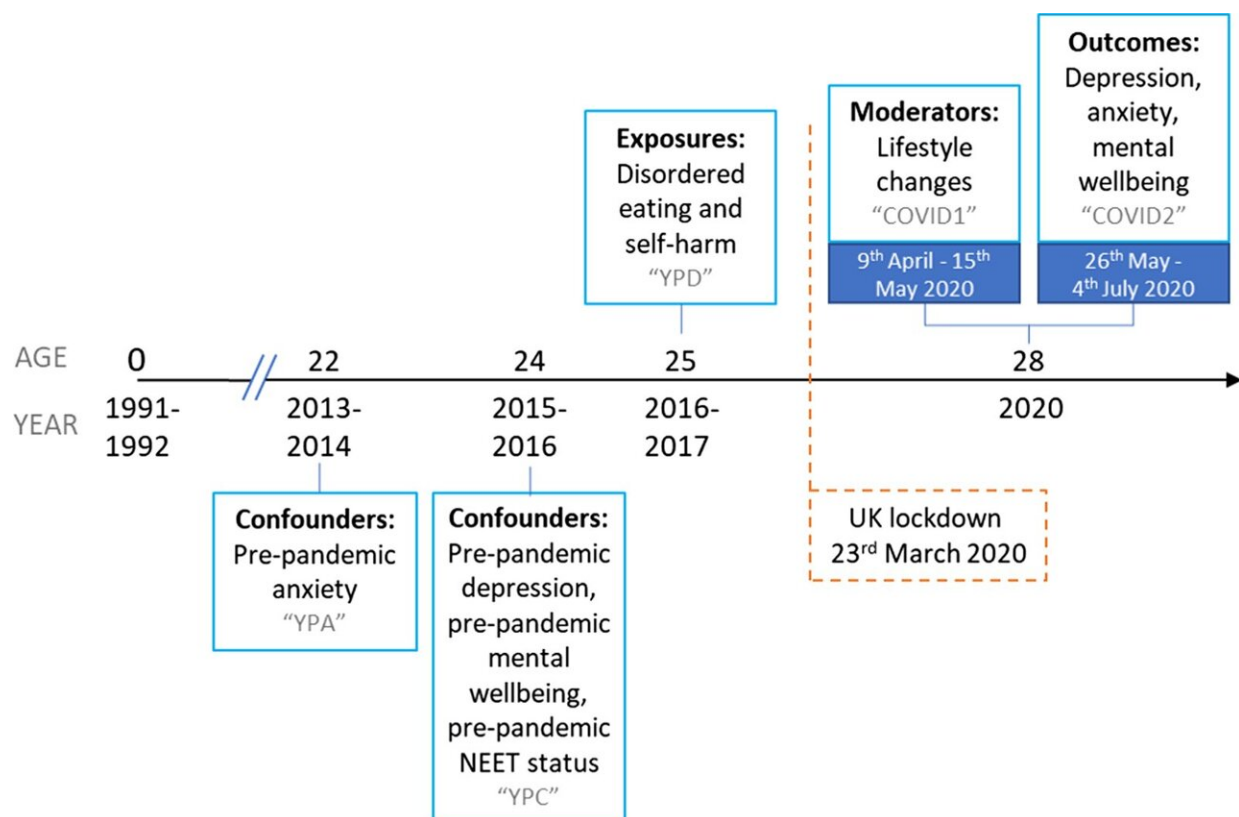 Outcomes:
Depression,
anxiety,
mental
wellbeing
“COVID2”
26th May -
4th July 2020
Moderators:
Lifestyle
changes
“COVID1”
9th April - 15th
May 2020
Exposures:
Disordered
eating and
self-harm
“YPD”
AGE
0
22
24
25
28
YEAR
1991-
1992
2013-
2014
2015-
2016
2016-
2017
2020
Confounders:
Pre-pandemic
anxiety
“YPA”
Confounders:
Pre-pandemic
depression,
pre-pandemic
mental
wellbeing,
pre-pandemic
NEET status
“YPC”
UK lockdown
23rd March 2020